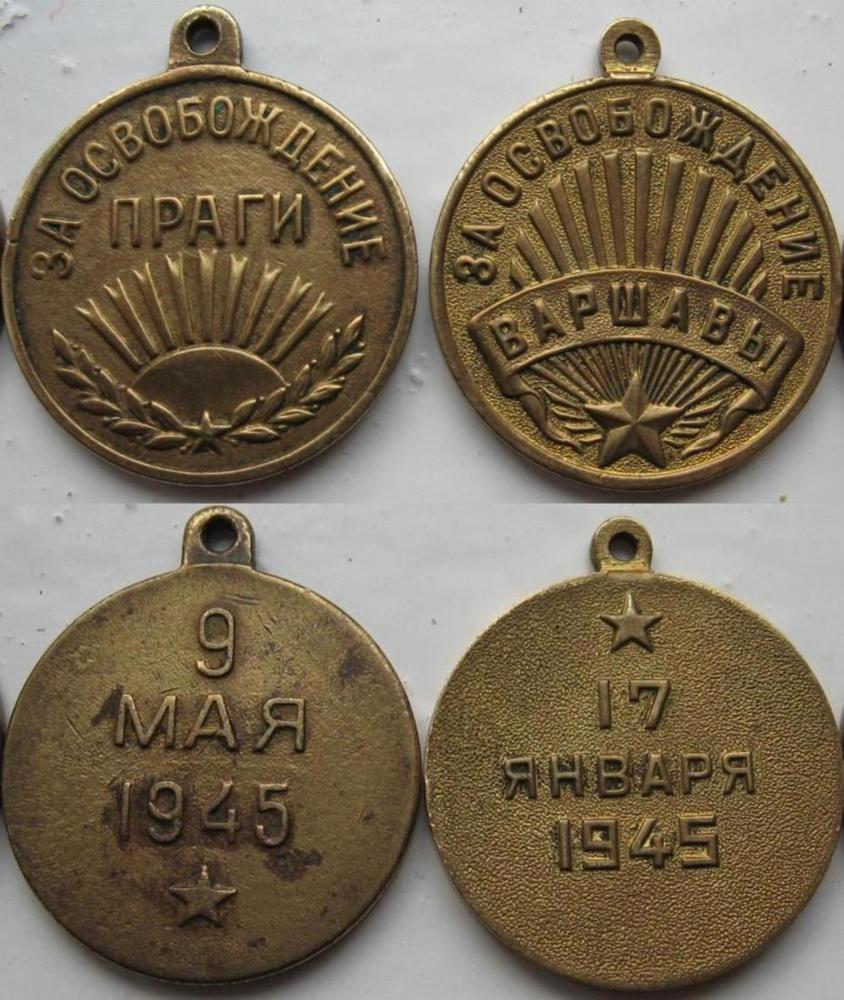 ЗА ОСВОБОЖДЕНИЕ
ПРАГИ
ЗА ОСВОБОЖДЕНИЕ
ВАРШАВЫ
9
МАЯ
1945
17
ЯНВАРЯ
1945